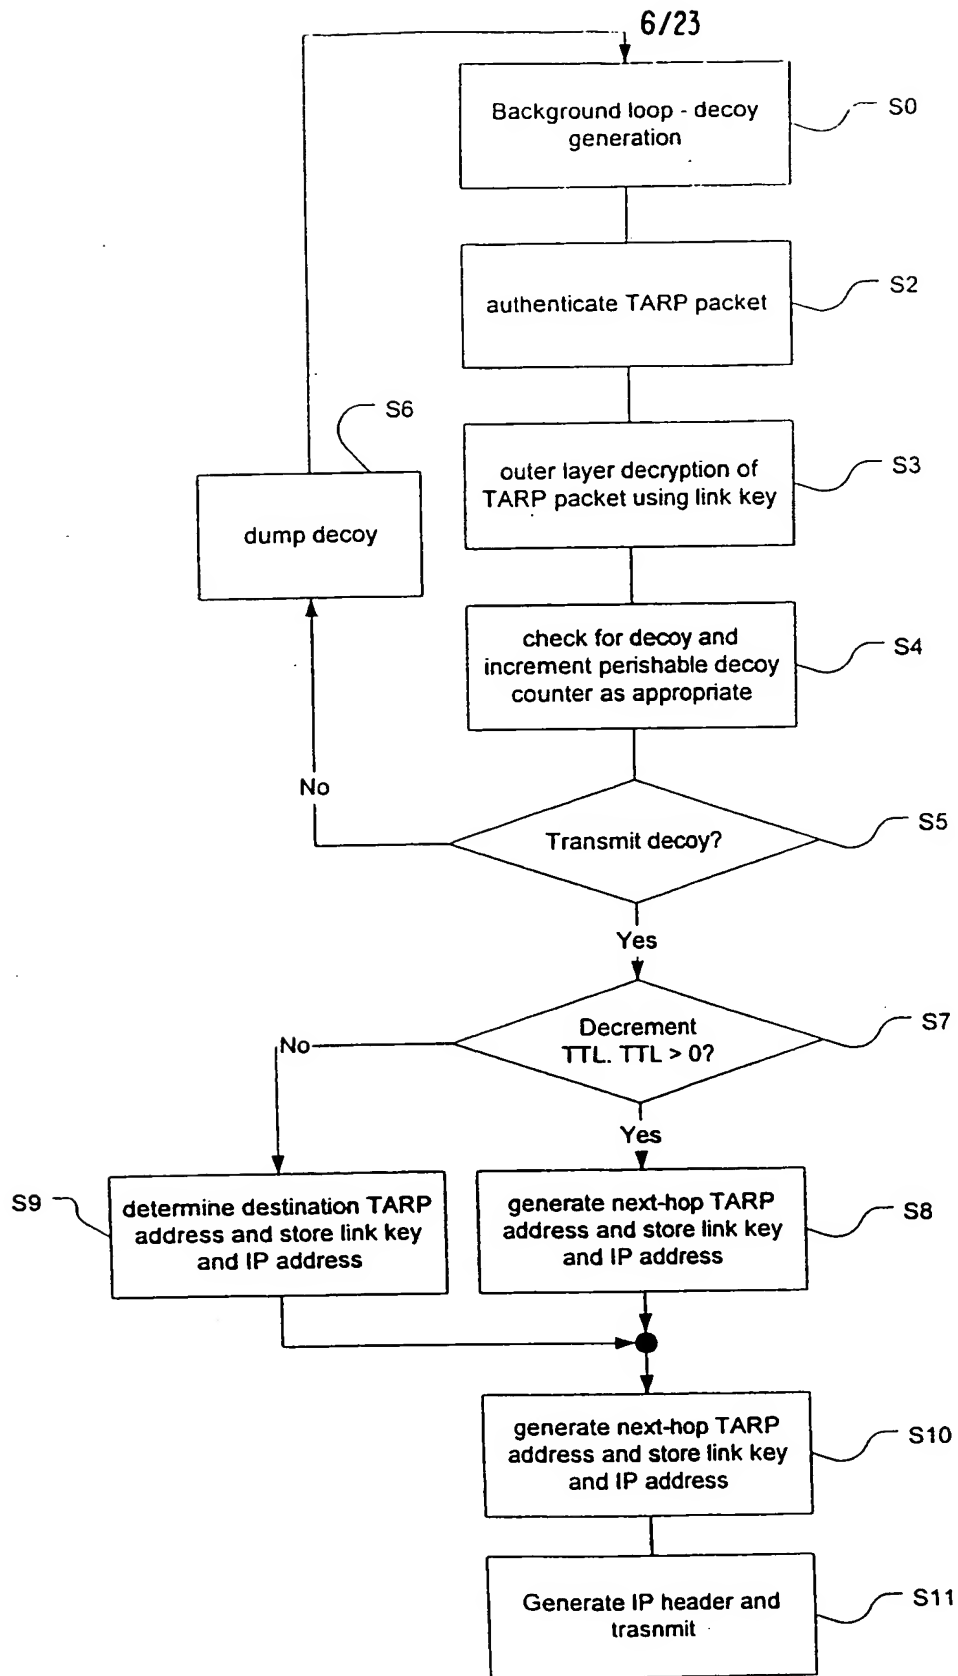 6/23
Background loop - decoy
generation
S0
authenticate TARP packet
S2
S6
outer layer decryption of
TARP packet using link key
S3
dump decoy
check for decoy and
increment perishable decoy
counter as appropriate
S4
No
Transmit decoy?
S5
Yes
Decrement
TTL. TTL > 0?
S7
No
Yes
S9
determine destination TARP
address and store link key
and IP address
generate next-hop TARP
address and store link key
and IP address
S8
generate next-hop TARP
address and store link key
and IP address
S10
Generate IP header and
trasnmit
S11